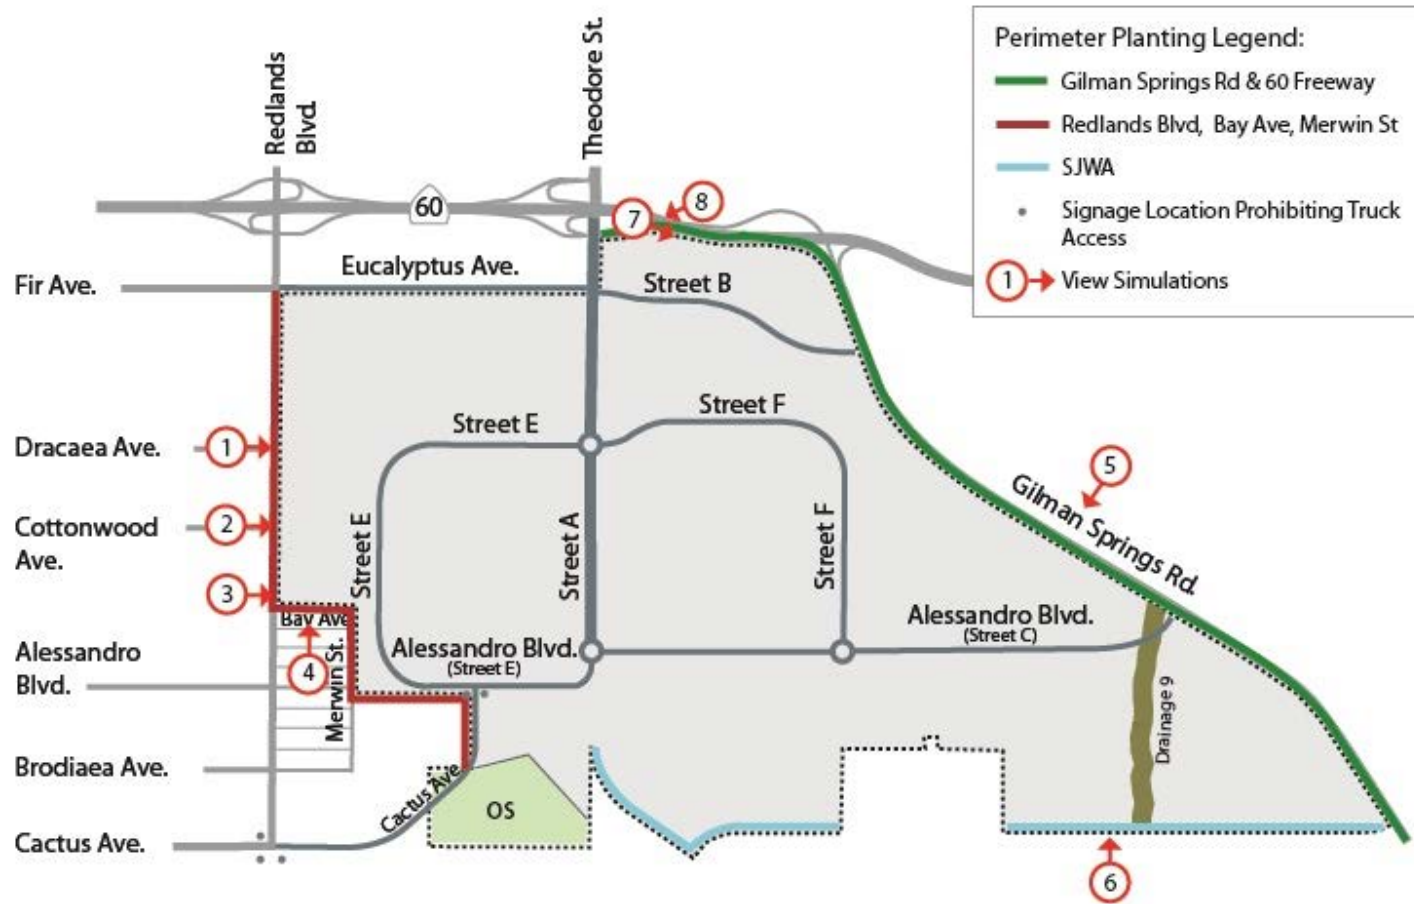 Redlands
Blvd.
Theodore St.
Perimeter Planting Legend:
Gilman Springs Rd & 60 Freeway
Redlands Blvd, Bay Ave, Merwin St
SJWA
Signage Location Prohibiting Truck
Access
1
View Simulations
60
7
8
Fir Ave.
Eucalyptus Ave.
Street B
Street E
Street F
Dracaea Ave.
1
5
Gilman Springs Rd.
Cottonwood
Ave.
2
Street E
Street A
Street F
3
Bay Ave
Alessandro Blvd.
(Street C)
Alessandro
Blvd.
4
Merwin St.
Alessandro Blvd.
(Street E)
Drainage 9
Brodiaea Ave.
Cactus Ave.
OS
Cactus Ave.
6